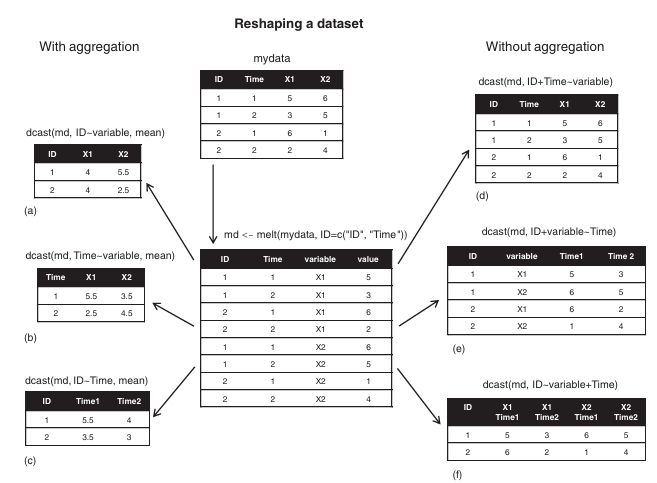 Reshaping a dataset
With aggregation
Without aggregation
mydata
ID Time X1 X2
1 1 5 6
1 2 3 5
2 1 6 1
2 2 2 4
dcast(md, ID~variable, mean)
ID X1 X2
1 4 5.5
2 4 2.5
(a)
dcast(md, Time~variable, mean)
Time X1 X2
1 5.5 3.5
2 2.5 4.5
(b)
dcast(md, ID~Time, mean)
ID Time1 Time2
1 5.5 4
2 3.5 3
(c)
md <- melt(mydata, ID=c("ID", "Time"))
ID Time variable value
1 1 X1 5
1 2 X1 3
2 1 X1 6
2 2 X1 2
1 1 X2 6
1 2 X2 5
2 1 X2 1
2 2 X2 4
dcast(md, ID+Time~variable)
ID Time X1 X2
1 1 5 6
1 2 3 5
2 1 6 1
2 2 2 4
(d)
dcast(md, ID+variable~Time)
ID variable Time1 Time 2
1 X1 5 3
1 X2 6 5
2 X1 6 2
2 X2 1 4
(e)
dcast(md, ID~variable+Time)
ID X1 X1 X2 X2
Time1 Time2 Time1 Time2
1 5 3 6 5
2 6 2 1 4
(f)